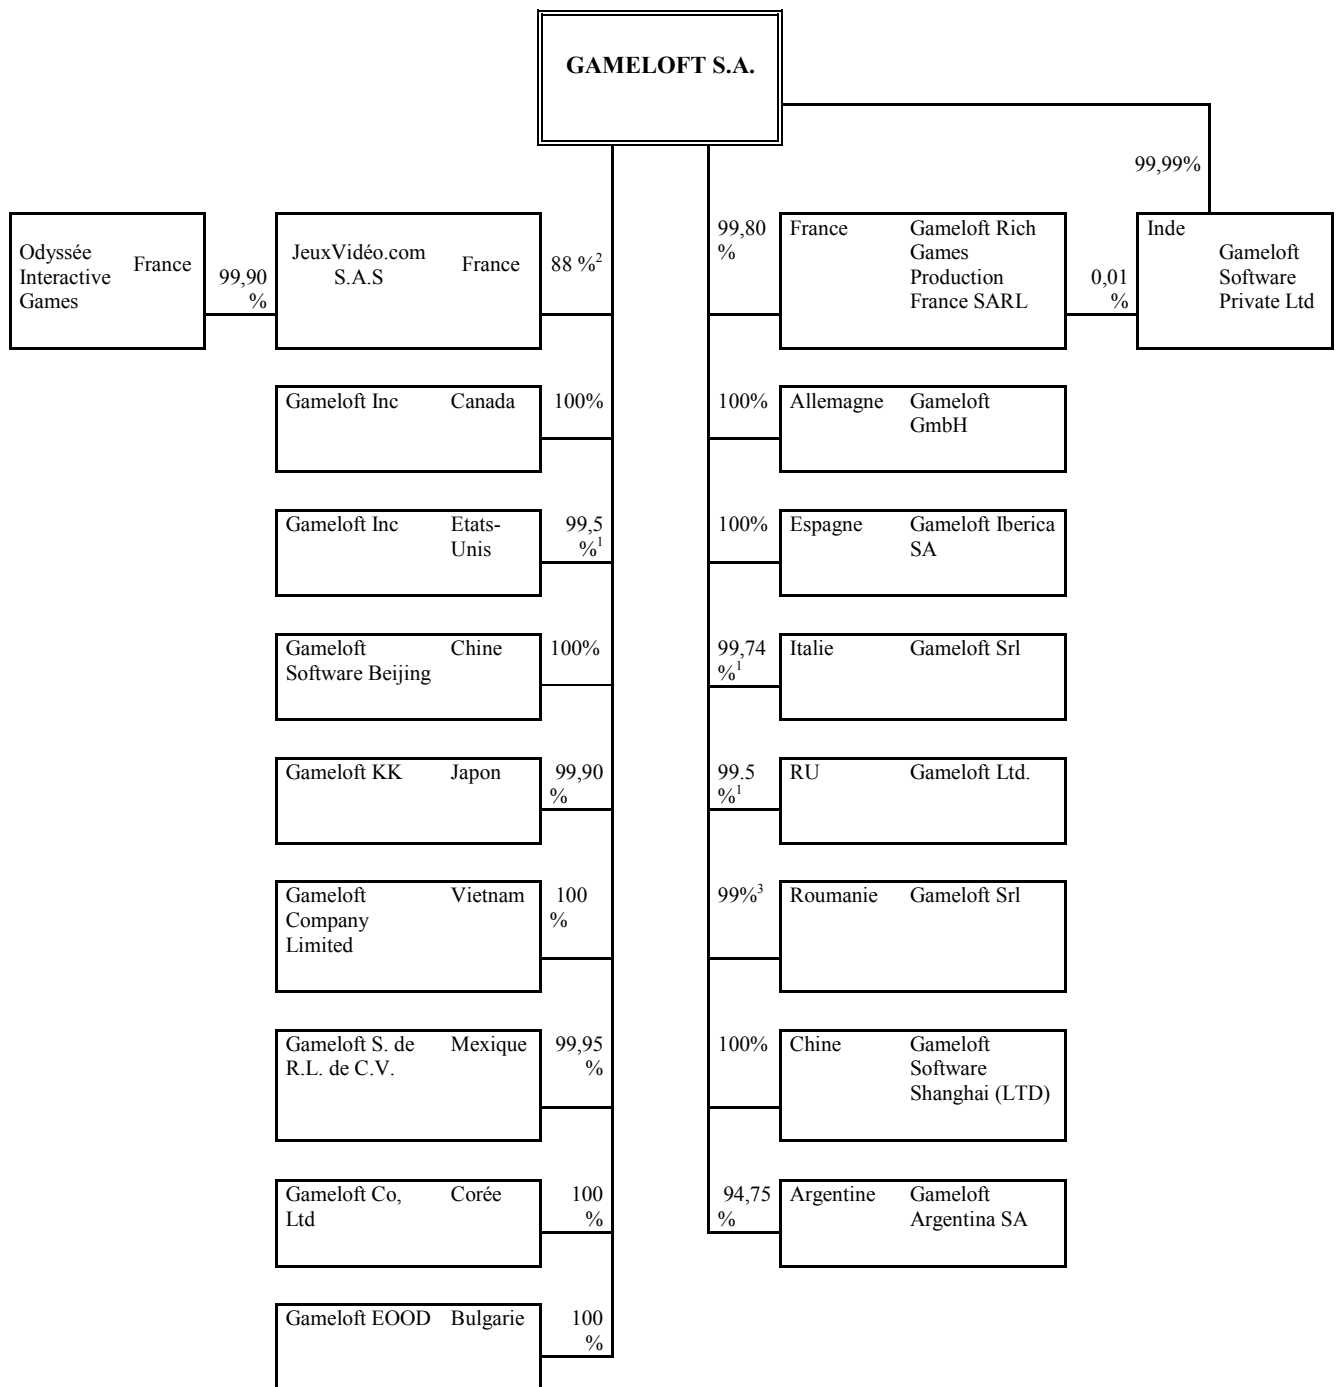 GAMELOFT S.A.
99,99%
Odyssée
Interactive
Games
France
99,90
%
JeuxVidéo.com
S.A.S
France
88 %²
99,80
%
France
Gameloft Rich
Games
Production
France SARL
0,01
%
Inde
Gameloft
Software
Private Ltd
Gameloft Inc
Canada
100%
100%
Allemagne
Gameloft
GmbH
Gameloft Inc
Etats-
Unis
99,5
%¹
100%
Espagne
Gameloft Iberica
SA
Gameloft
Software Beijing
Chine
100%
99,74
%¹
Italie
Gameloft Srl
Gameloft KK
Japon
99,90
%
99.5
%¹
RU
Gameloft Ltd.
Gameloft
Company
Limited
Vietnam
100
%
99%³
Roumanie
Gameloft Srl
Gameloft S. de
R.L. de C.V.
Mexique
99,95
%
100%
Chine
Gameloft
Software
Shanghai (LTD)
Gameloft Co,
Ltd
Corée
100
%
94,75
%
Argentine
Gameloft
Argentina SA
Gameloft EOOD
Bulgarie
100
%